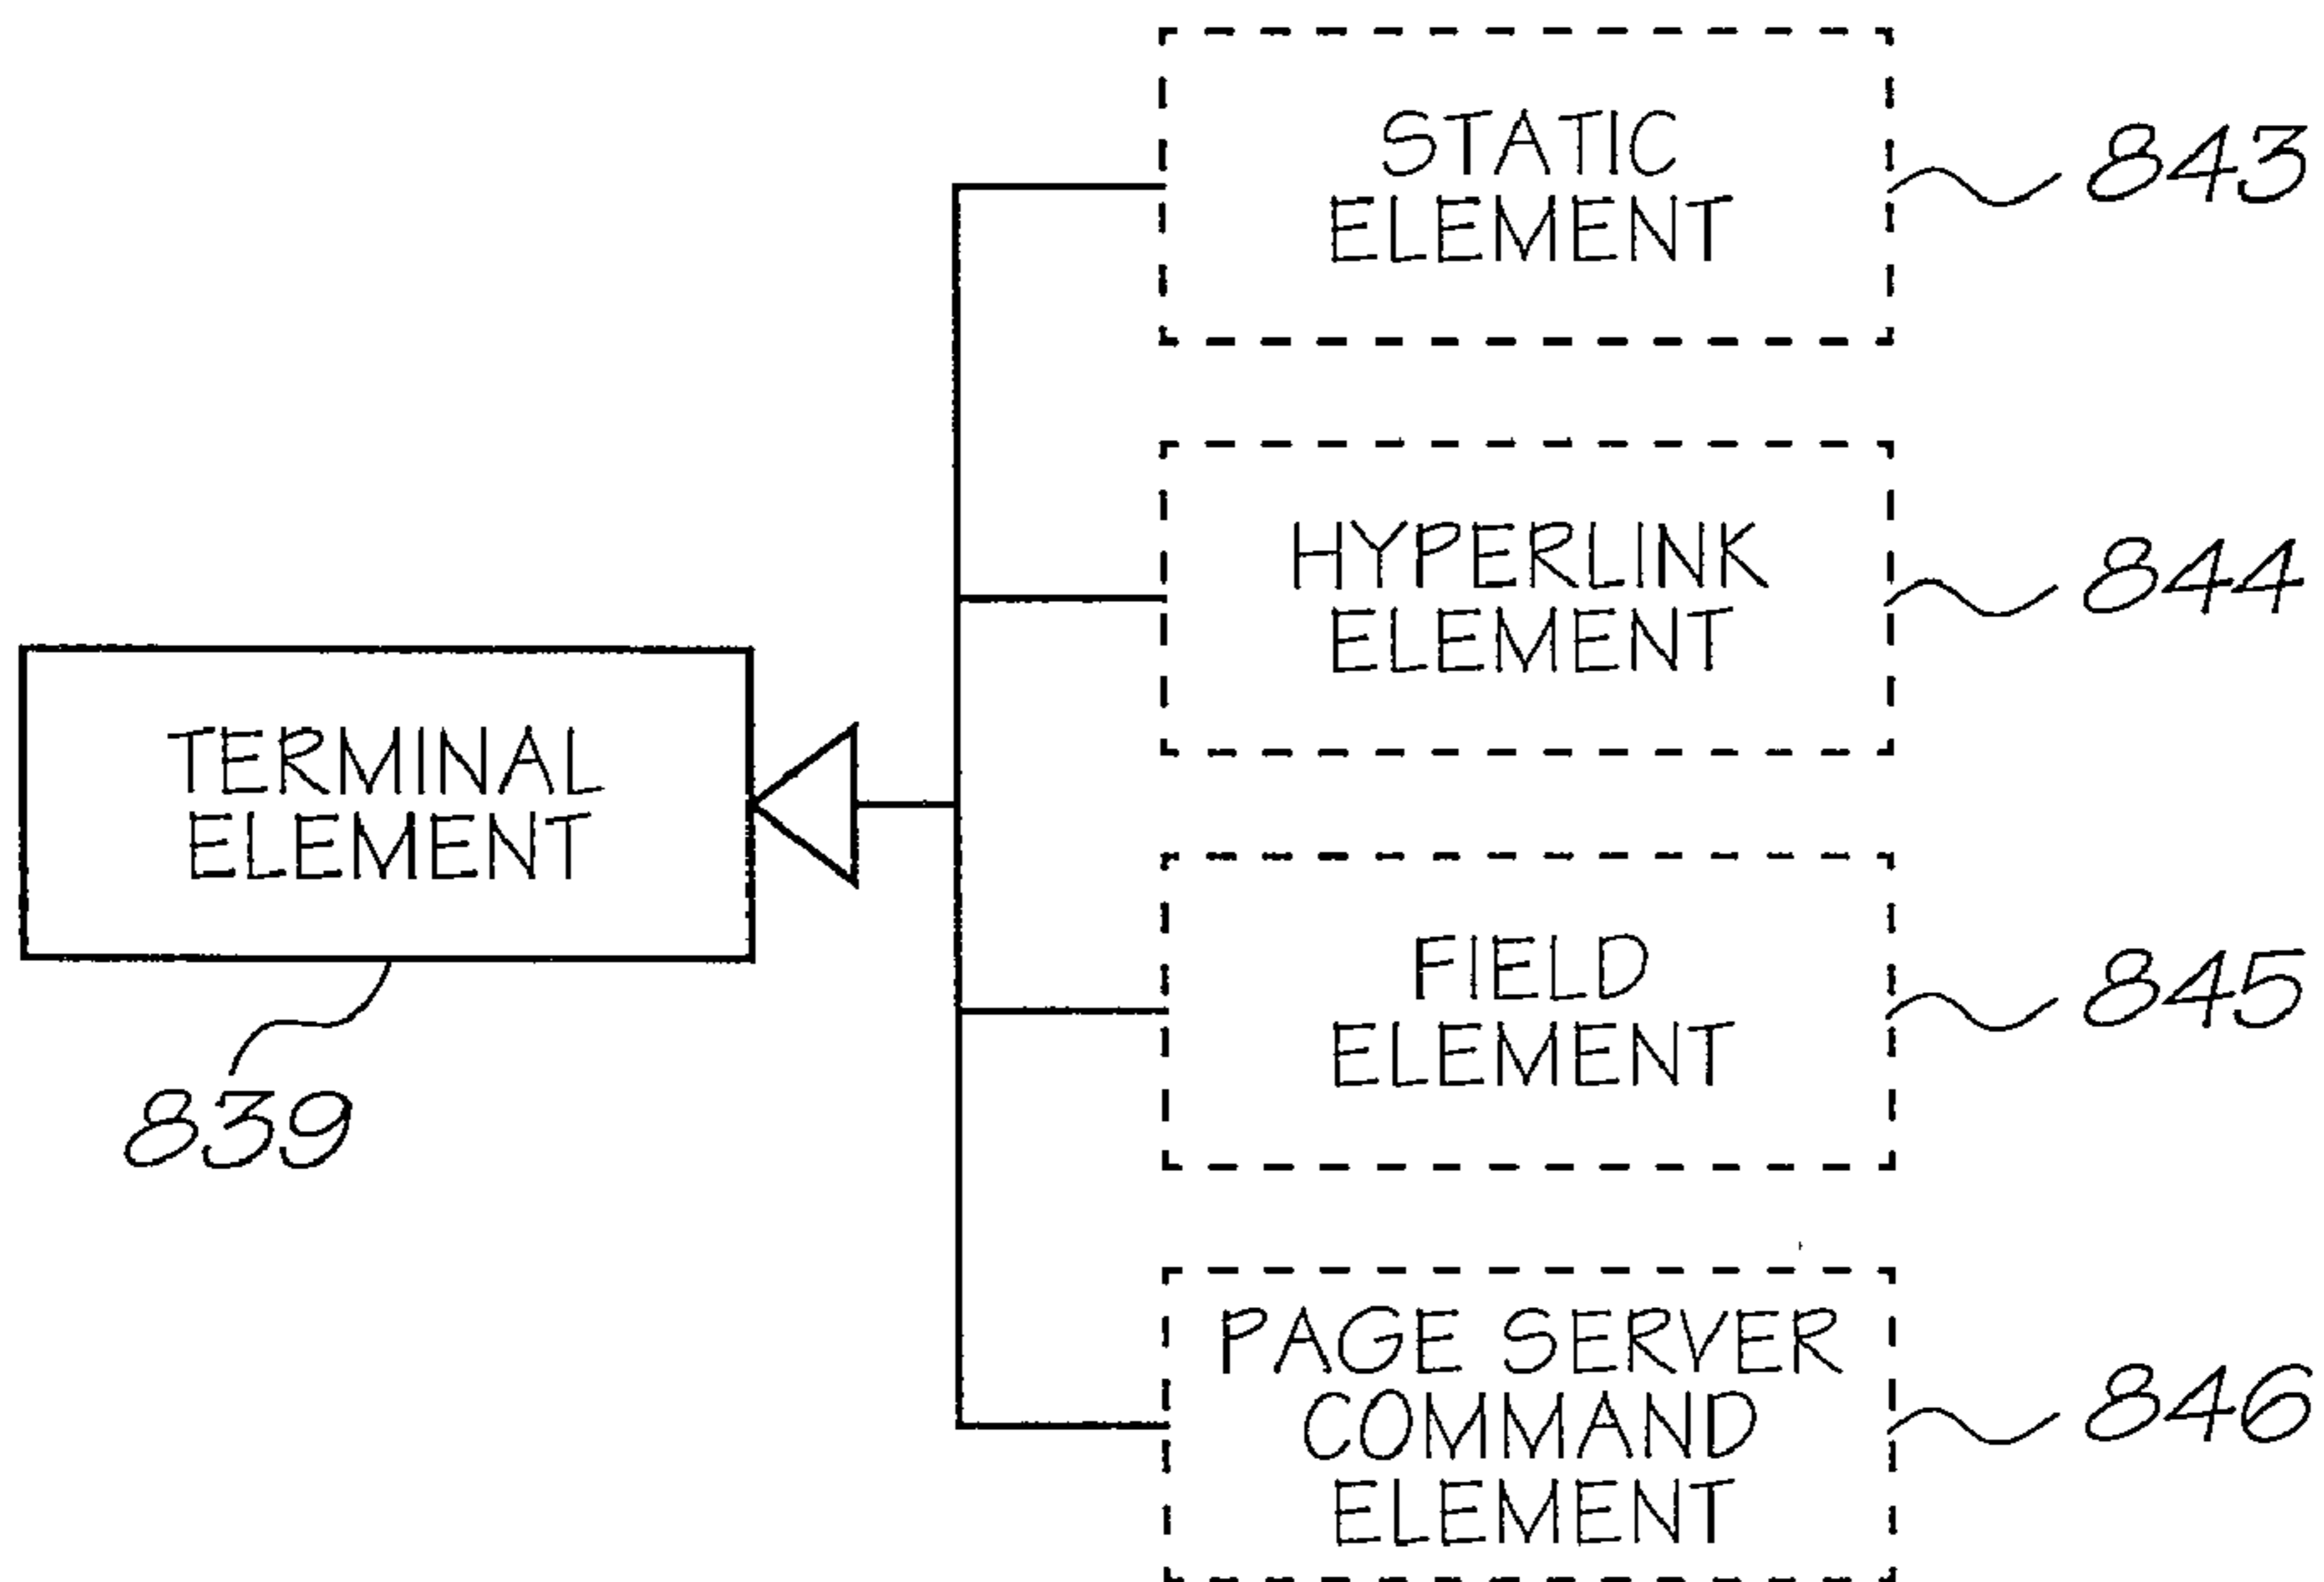 STATIC
ELEMENT
843
HYPERLINK
ELEMENT
844
TERMINAL
ELEMENT
839
FIELD
ELEMENT
845
PAGE SERVER
COMMAND
ELEMENT
846